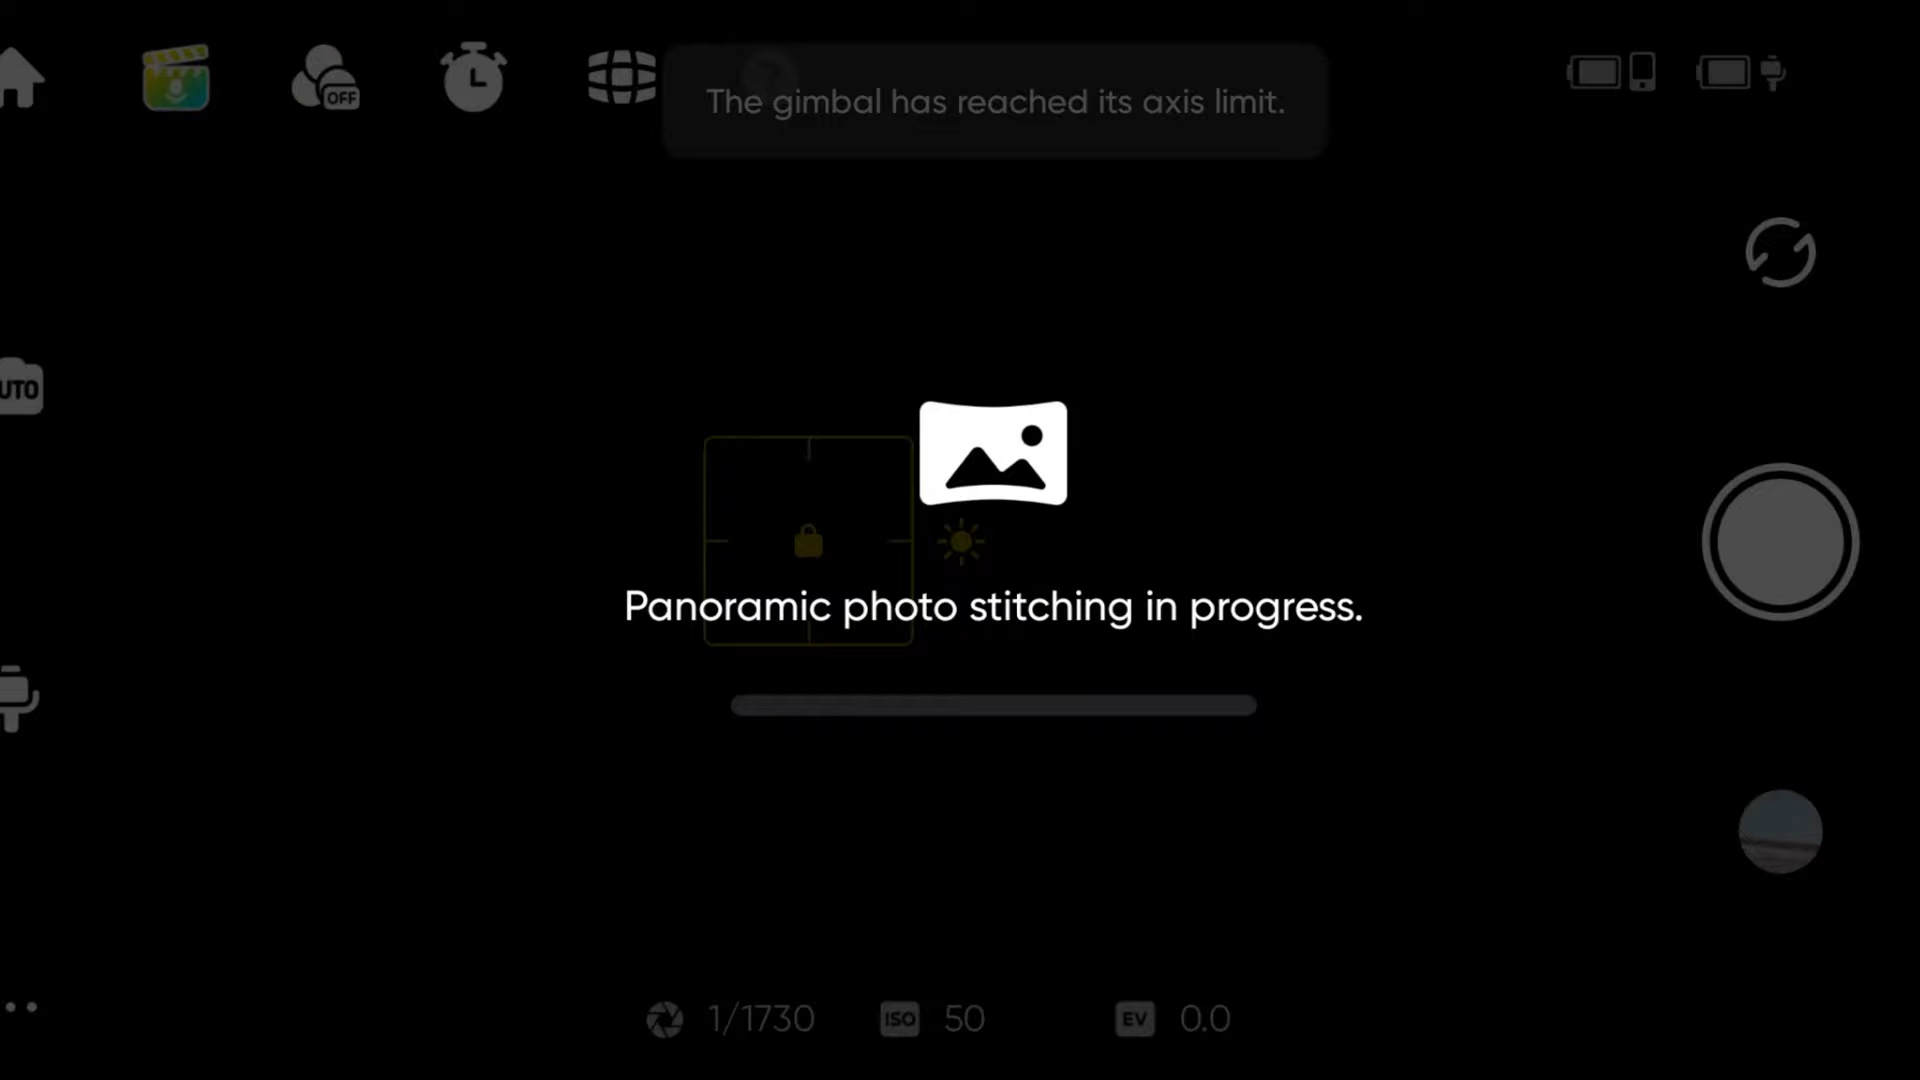 OFF
?
The gimbal has reached its axis limit.
UTO
Panoramic photo stitching in progress.
1/1730
ISO 50
EV 0.0